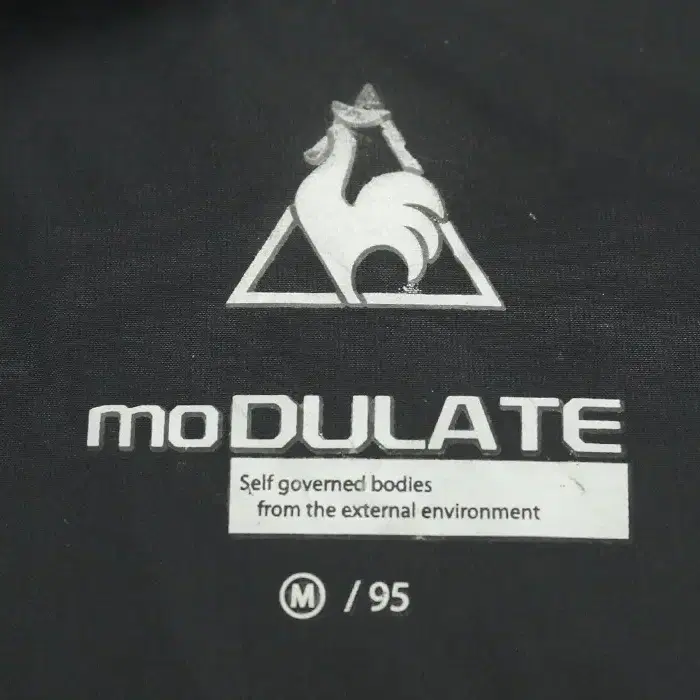 moDULATE
Self governed bodies
from the external environment
M / 95